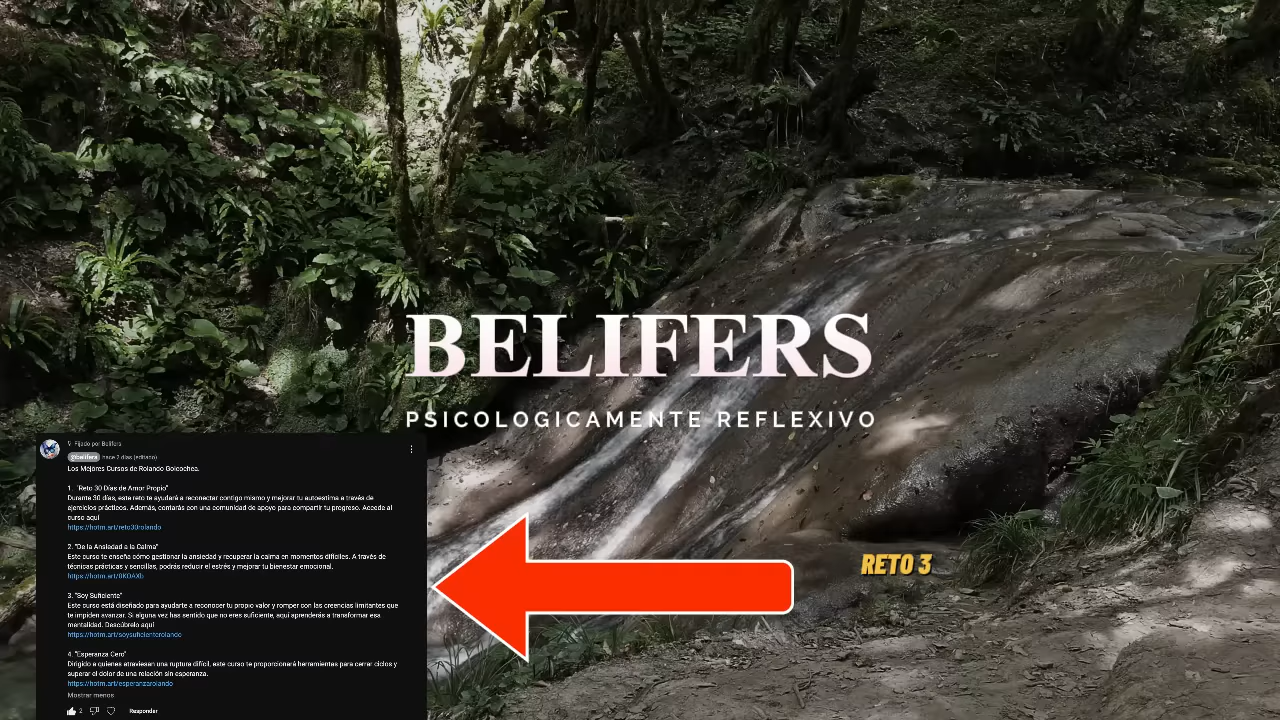 BELIFERS
PSICOLOGICAMENTE REFLEXIVO
Fijado por Belifers
@belifers hace 2 días (editado)
Los Mejores Cursos de Rolando Goicochea.
1. "Reto 30 Días de Amor Propio"
Durante 30 días, este reto te ayudará a reconectar contigo mismo y mejorar tu autoestima a través de
ejercicios prácticos. Además, contarás con una comunidad de apoyo para compartir tu progreso. Accede al
curso aquí
https://hotm.art/reto30rolando
2. "De la Ansiedad a la Calma"
Este curso te enseña cómo gestionar la ansiedad y recuperar la calma en momentos difíciles. A través de
técnicas prácticas y sencillas, podrás reducir el estrés y mejorar tu bienestar emocional.
https://hotm.art/0KOAXb
3. "Soy Suficiente"
Este curso está diseñado para ayudarte a reconocer tu propio valor y romper con las creencias limitantes que
te impiden avanzar. Si alguna vez has sentido que no eres suficiente, aquí aprenderás a transformar esa
mentalidad. Descúbrelo aquí
https://hotm.art/soysuficienterolando
4. "Esperanza Cero"
Dirigido a quienes atraviesan una ruptura difícil, este curso te proporcionará herramientas para cerrar ciclos y
superar el dolor de una relación sin esperanza.
https://hotm.art/esperanzarolando
Mostrar menos
2 Responder
RETO 3